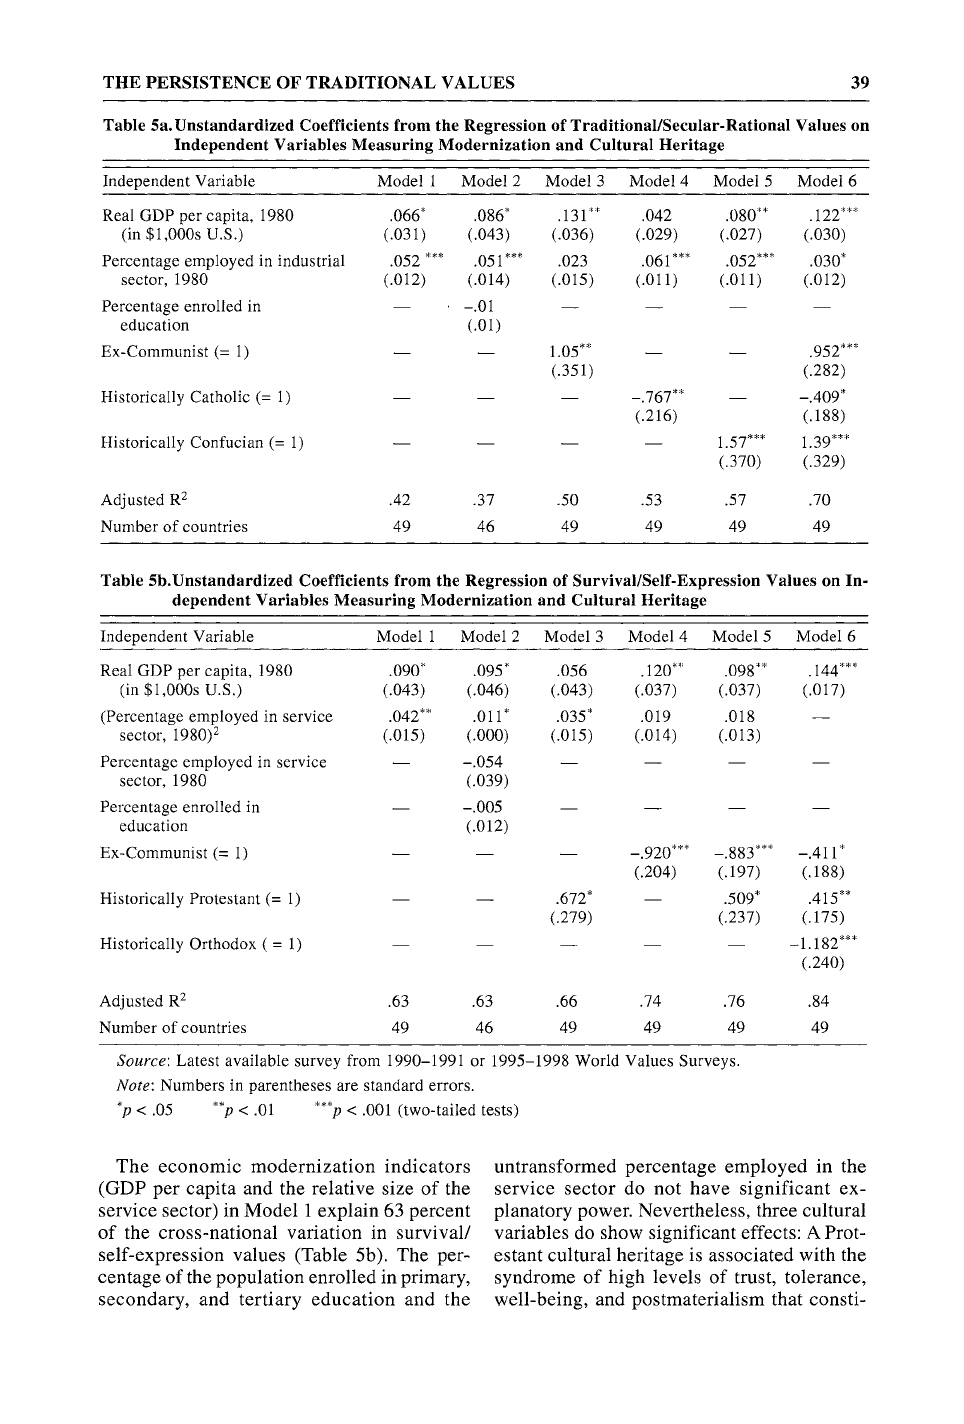 THE PERSISTENCE OF TRADITIONAL VALUES 39
Table 5a. Unstandardized Coefficients from the Regression of Traditional/Secular-Rational Values on
Independent Variables Measuring Modernization and Cultural Heritage
Independent Variable Model 1 Model 2 Model 3 Model 4 Model 5 Model 6
Real GDP per capita, 1980 .066* .086* .131** .042 .080** .122***
(in $1,000s U.S.) (.031) (.043) (.036) (.029) (.027) (.030)
Percentage employed in industrial .052 *** .051*** .023 .061*** .052*** .030*
sector, 1980 (.012) (.014) (.015) (.011) (.011) (.012)
Percentage enrolled in — -.01 — — — —
education (.01)
Ex-Communist (= 1) — — 1.05** — — .952***
(.351) (.282)
Historically Catholic (= 1) — — — -.767** — -.409*
(.216) (.188)
Historically Confucian (= 1) — — — — 1.57*** 1.39***
(.370) (.329)
Adjusted R² .42 .37 .50 .53 .57 .70
Number of countries 49 46 49 49 49 49
Table 5b.Unstandardized Coefficients from the Regression of Survival/Self-Expression Values on In-
dependent Variables Measuring Modernization and Cultural Heritage
Independent Variable Model 1 Model 2 Model 3 Model 4 Model 5 Model 6
Real GDP per capita, 1980 .090* .095* .056 .120** .098** .144***
(in $1,000s U.S.) (.043) (.046) (.043) (.037) (.037) (.017)
(Percentage employed in service .042** .011* .035* .019 .018 —
sector, 1980)² (.015) (.000) (.015) (.014) (.013)
Percentage employed in service — -.054 — — — —
sector, 1980 (.039)
Percentage enrolled in — -.005 — — — —
education (.012)
Ex-Communist (= 1) — — — -.920*** -.883*** -.411*
(.204) (.197) (.188)
Historically Protestant (= 1) — — .672* — .509* .415**
(.279) (.237) (.175)
Historically Orthodox ( = 1) — — — — — -1.182***
(.240)
Adjusted R² .63 .63 .66 .74 .76 .84
Number of countries 49 46 49 49 49 49
Source: Latest available survey from 1990–1991 or 1995–1998 World Values Surveys.
Note: Numbers in parentheses are standard errors.
*p < .05 **p < .01 ***p < .001 (two-tailed tests)
The economic modernization indicators
(GDP per capita and the relative size of the
service sector) in Model 1 explain 63 percent
of the cross-national variation in survival/
self-expression values (Table 5b). The per-
centage of the population enrolled in primary,
secondary, and tertiary education and the
untransformed percentage employed in the
service sector do not have significant ex-
planatory power. Nevertheless, three cultural
variables do show significant effects: A Prot-
estant cultural heritage is associated with the
syndrome of high levels of trust, tolerance,
well-being, and postmaterialism that consti-